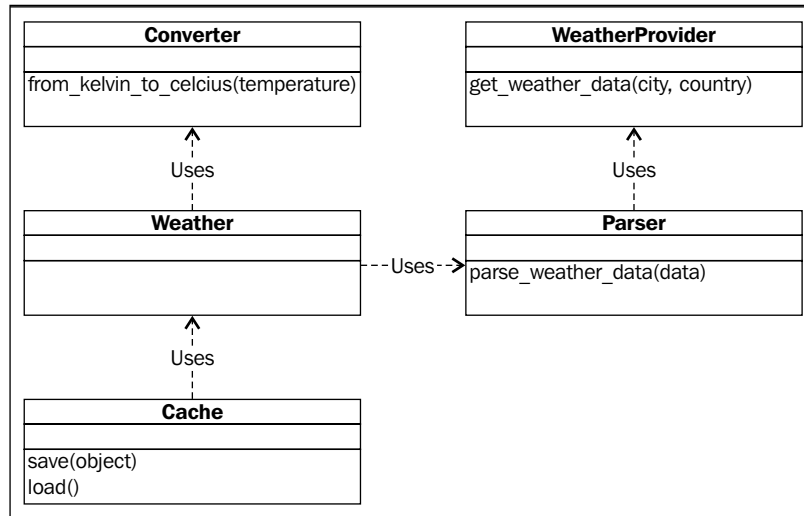 Converter
from_kelvin_to_celcius(temperature)
WeatherProvider
get_weather_data(city, country)
Uses
Uses
Weather
Uses
Parser
parse_weather_data(data)
Uses
Cache
save(object)
load()